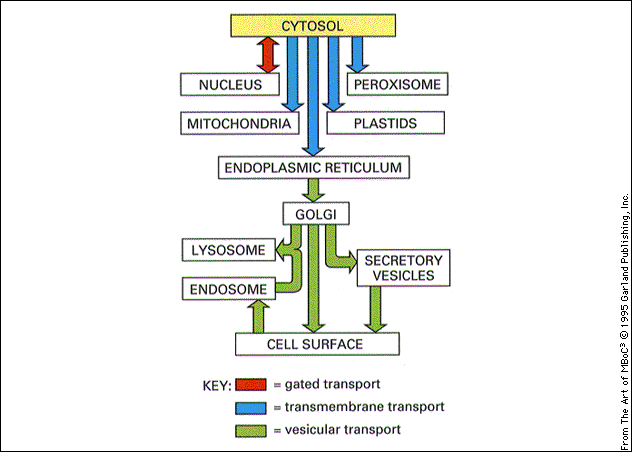 CYTOSOL
NUCLEUS
PEROXISOME
MITOCHONDRIA
PLASTIDS
ENDOPLASMIC RETICULUM
GOLGI
LYSOSOME
SECRETORY
VESICLES
ENDOSOME
CELL SURFACE
KEY:
= gated transport
= transmembrane transport
= vesicular transport
From The Art of MBoC³ © 1995 Garland Publishing, Inc.